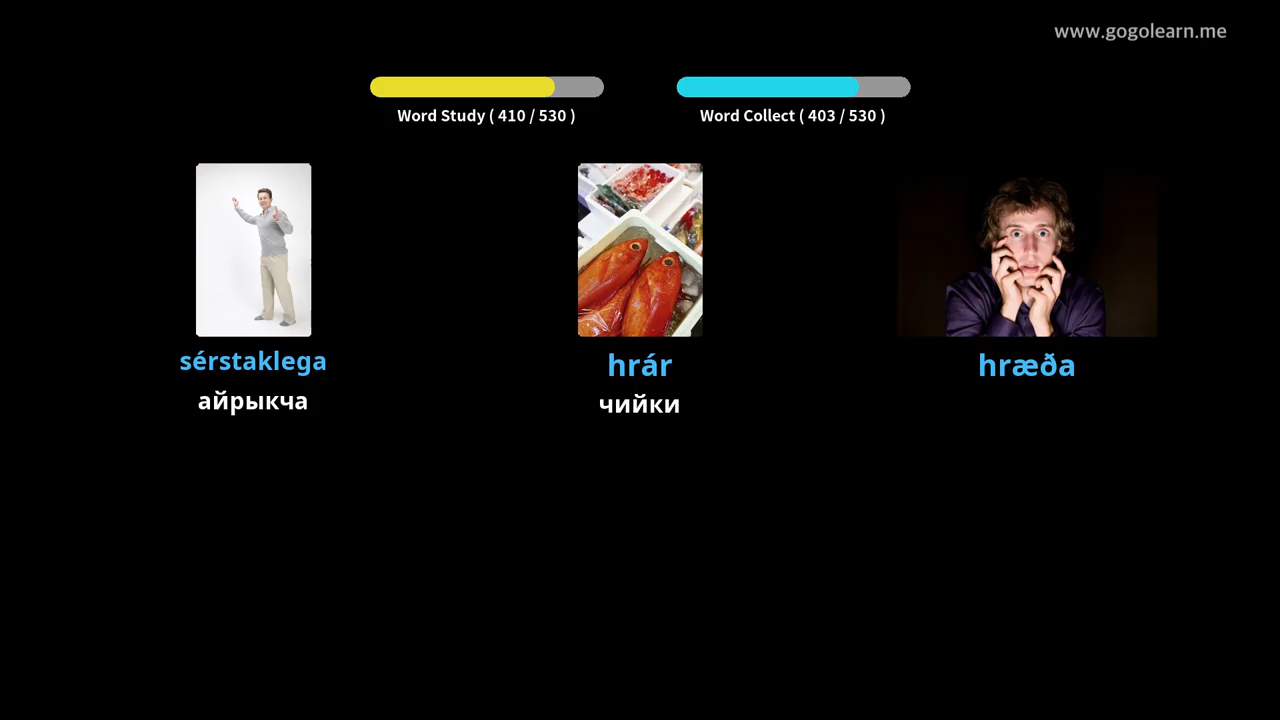 www.gogolearn.me
Word Study ( 410 / 530 )
Word Collect ( 403 / 530 )
sérstaklega
айрыкча
hrár
чийки
hræða